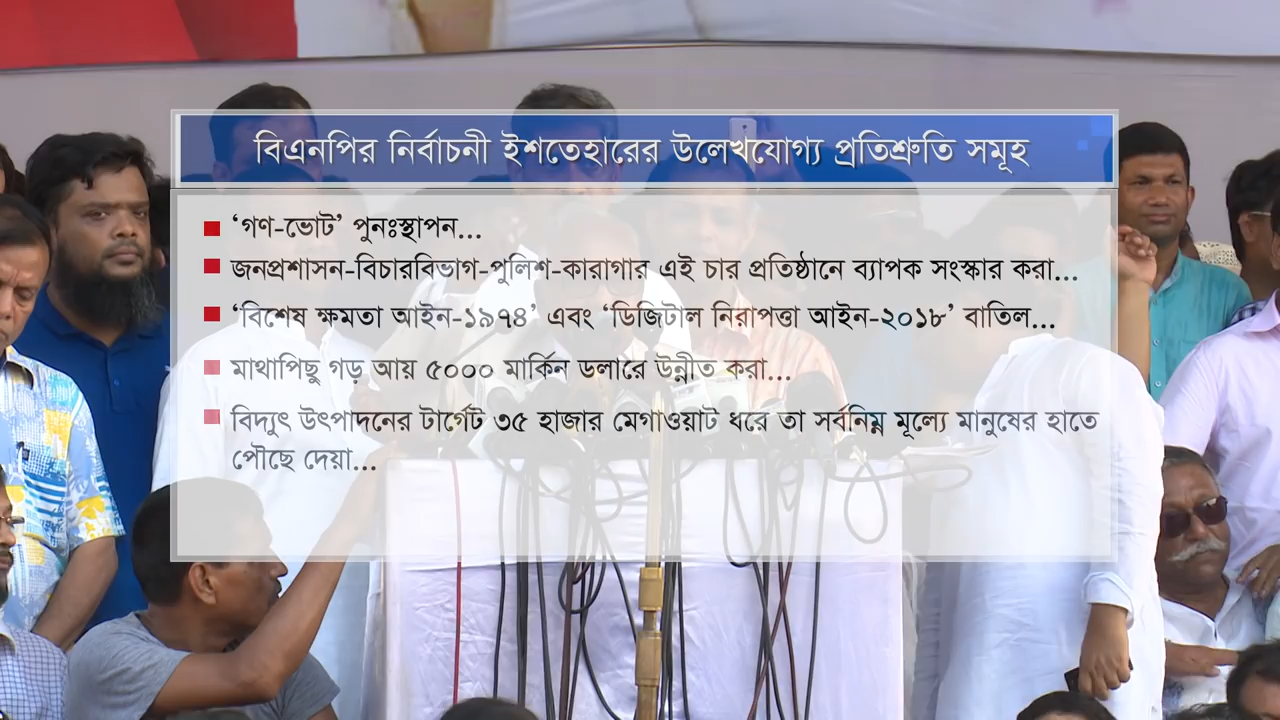 বিএনপির নির্বাচনী ইশতেহারের উলেখযোগ্য প্রতিশ্রুতি সমূহ
‘গণ-ভোট’ পুনঃস্থাপন...
জনপ্রশাসন-বিচারবিভাগ-পুলিশ-কারাগার এই চার প্রতিষ্ঠানে ব্যাপক সংস্কার করা...
‘বিশেষ ক্ষমতা আইন-১৯৭৪’ এবং ‘ডিজিটাল নিরাপত্তা আইন-২০১৮’ বাতিল...
মাথাপিছু গড় আয় ৫০০০ মার্কিন ডলারে উন্নীত করা...
বিদ্যুৎ উৎপাদনের টার্গেট ৩৫ হাজার মেগাওয়াট ধরে তা সর্বনিম্ন মূল্যে মানুষের হাতে
পৌছে দেয়া...